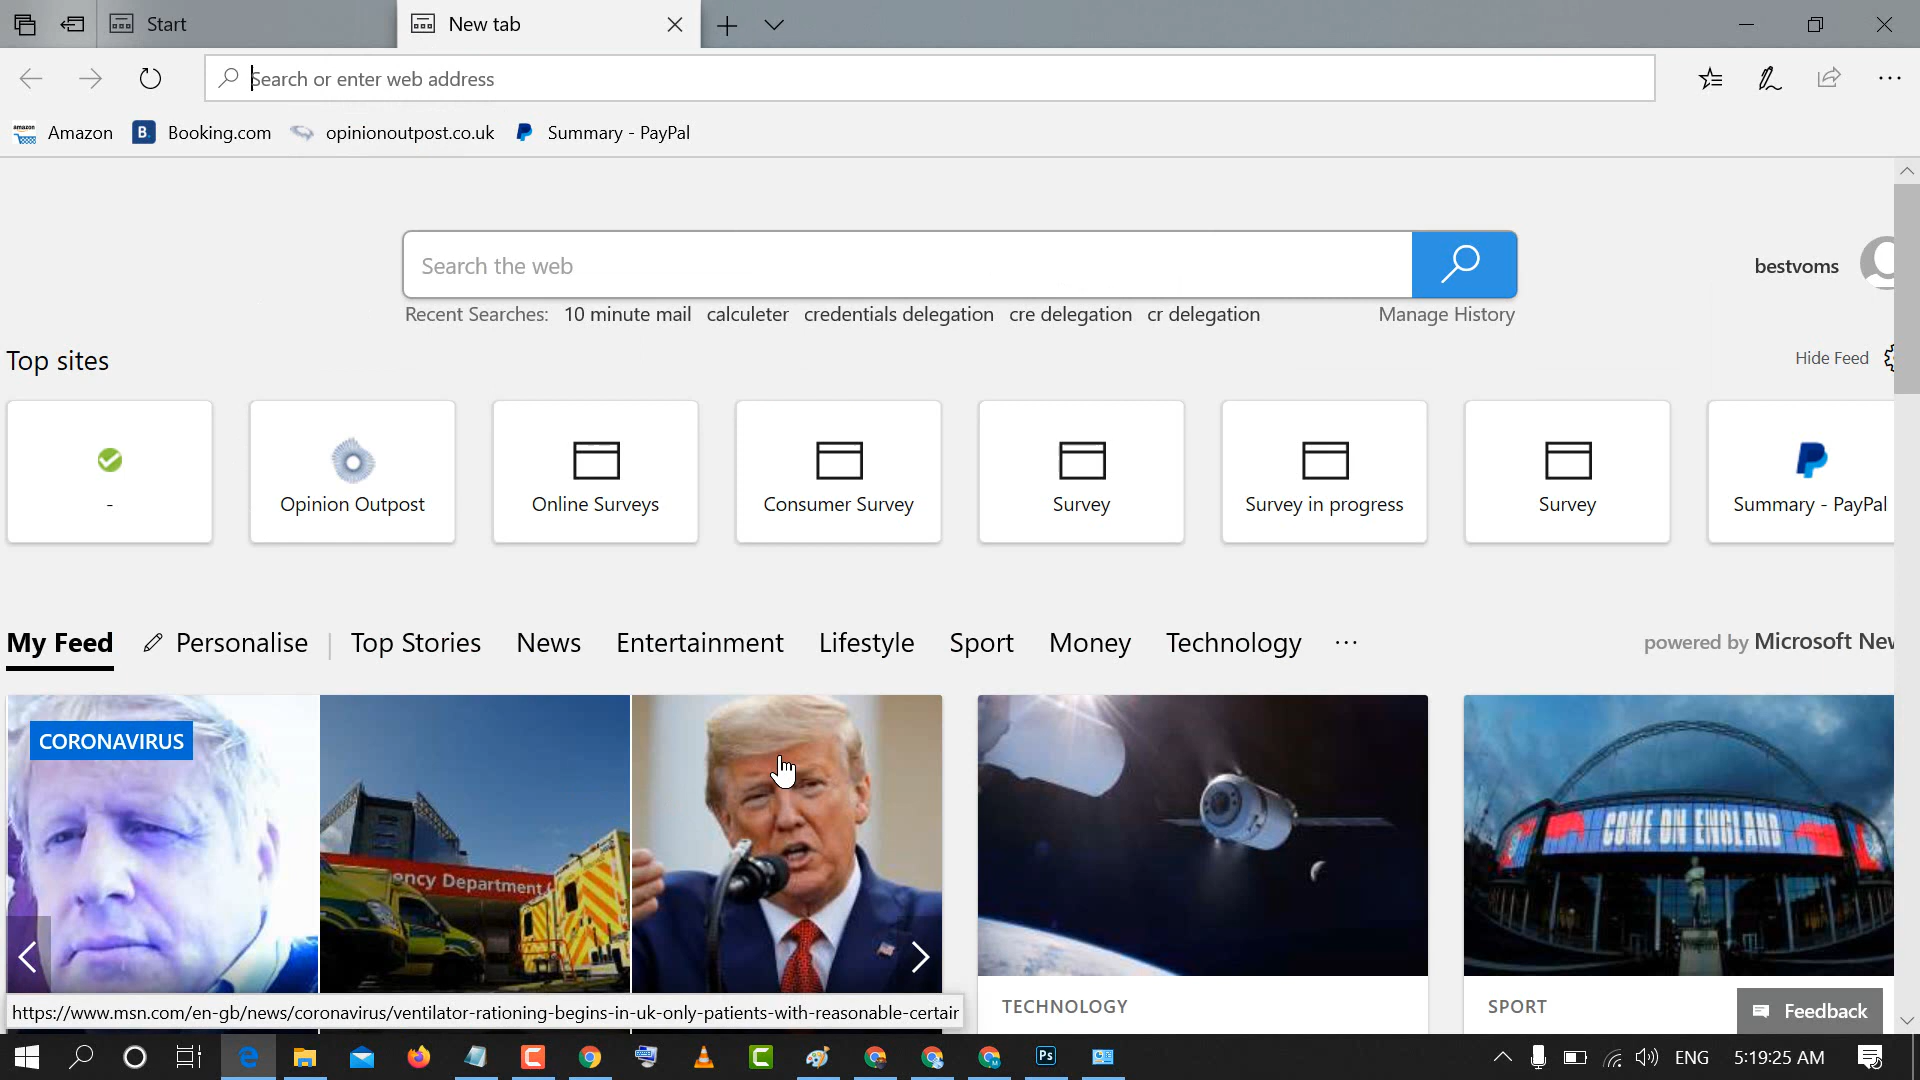 Start
New tab
Search or enter web address
amazon Amazon
B. Booking.com
opinionoutpost.co.uk
Summary - PayPal
Search the web
bestvoms
Recent Searches: 10 minute mail calculeter credentials delegation cre delegation cr delegation Manage History
Top sites
Hide Feed
-
Opinion Outpost
Online Surveys
Consumer Survey
Survey
Survey in progress
Survey
Summary - PayPal
My Feed Personalise | Top Stories News Entertainment Lifestyle Sport Money Technology ...
powered by Microsoft Nev
CORONAVIRUS
ency Department
COME ON ENGLAND
https://www.msn.com/en-gb/news/coronavirus/ventilator-rationing-begins-in-uk-only-patients-with-reasonable-certair
TECHNOLOGY
SPORT
Feedback
Ps
ENG
5:19:25 AM